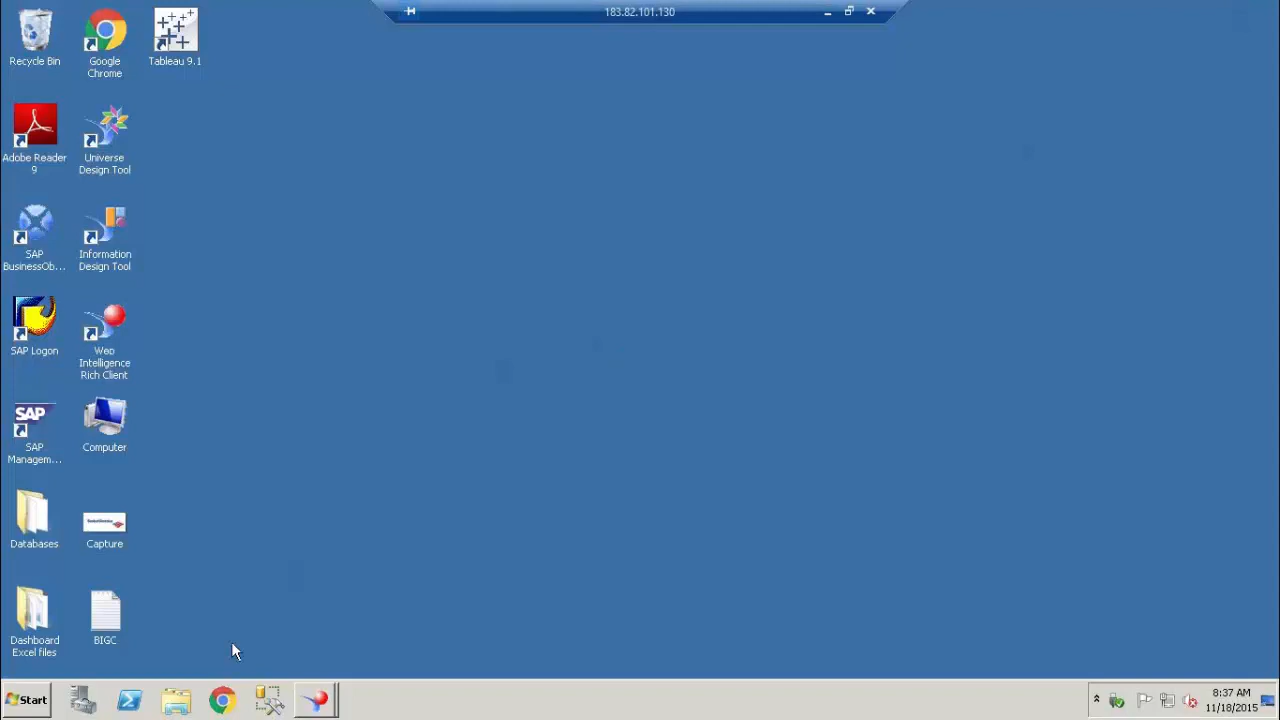 183.82.101.130
Recycle Bin
Google
Chrome
Tableau 9.1
Adobe Reader
9
Universe
Design Tool
SAP
BusinessOb...
Information
Design Tool
SAP Logon
Web
Intelligence
Rich Client
SAP
SAP
Managem...
Computer
Databases
Capture
Dashboard
Excel files
BIGC
Start
8:37 AM
11/18/2015